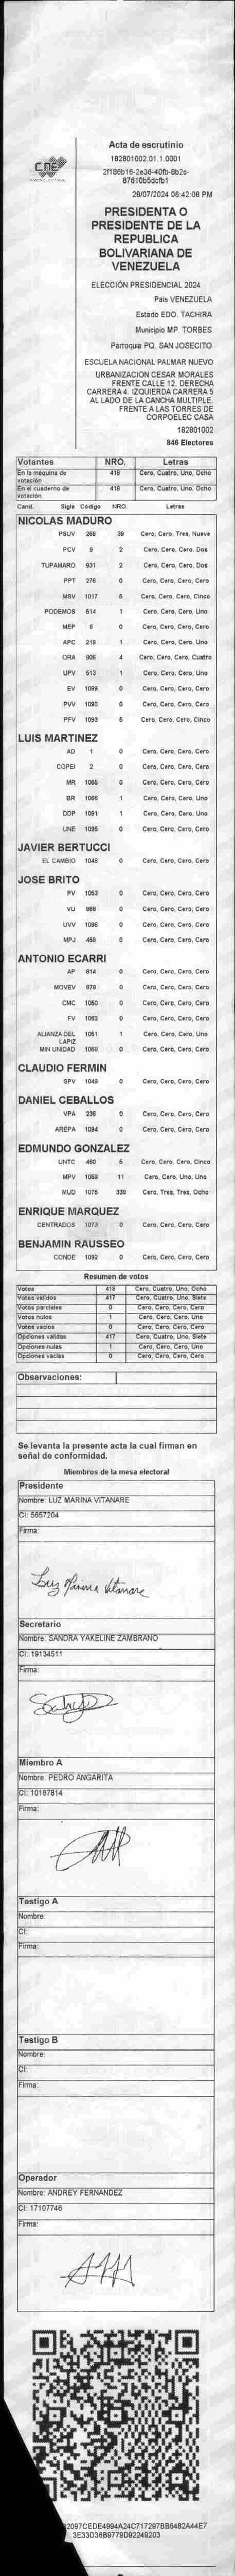 CNE
Acta de escrutinio
182801002.01.1.0001
2f186b16-2e36-40fb-8b2c-
87610b5dcfb1
28/07/2024 08:42:08 PM
PRESIDENTA O
PRESIDENTE DE LA
REPUBLICA
BOLIVARIANA DE
VENEZUELA
ELECCIÓN PRESIDENCIAL 2024
País VENEZUELA
Estado EDO. TACHIRA
Municipio MP. TORBES
Parroquia PQ. SAN JOSECITO
ESCUELA NACIONAL PALMAR NUEVO
URBANIZACION CESAR MORALES
FRENTE CALLE 12. DERECHA
CARRERA 4. IZQUIERDA CARRERA 5
AL LADO DE LA CANCHA MULTIPLE.
FRENTE A LAS TORRES DE
CORPOELEC CASA
182801002
846 Electores
Votantes NRO. Letras
En la máquina de votación 418 Cero, Cuatro, Uno, Ocho
En el cuaderno de votación 418 Cero, Cuatro, Uno, Ocho
Cand. Sigla Código NRO. Letras
NICOLAS MADURO
PSUV 269 39 Cero, Cero, Tres, Nueve
PCV 9 2 Cero, Cero, Cero, Dos
TUPAMARO 931 2 Cero, Cero, Cero, Dos
PPT 276 0 Cero, Cero, Cero, Cero
MSV 1017 5 Cero, Cero, Cero, Cinco
PODEMOS 514 1 Cero, Cero, Cero, Uno
MEP 6 0 Cero, Cero, Cero, Cero
APC 219 1 Cero, Cero, Cero, Uno
ORA 906 4 Cero, Cero, Cero, Cuatro
UPV 513 1 Cero, Cero, Cero, Uno
EV 1099 0 Cero, Cero, Cero, Cero
PVV 1090 0 Cero, Cero, Cero, Cero
PFV 1093 5 Cero, Cero, Cero, Cinco
LUIS MARTINEZ
AD 1 0 Cero, Cero, Cero, Cero
COPEI 2 0 Cero, Cero, Cero, Cero
MR 1065 0 Cero, Cero, Cero, Cero
BR 1066 1 Cero, Cero, Cero, Uno
DDP 1091 1 Cero, Cero, Cero, Uno
UNE 1095 0 Cero, Cero, Cero, Cero
JAVIER BERTUCCI
EL CAMBIO 1048 0 Cero, Cero, Cero, Cero
JOSE BRITO
PV 1053 0 Cero, Cero, Cero, Cero
VU 868 0 Cero, Cero, Cero, Cero
UVV 1096 0 Cero, Cero, Cero, Cero
MPJ 458 0 Cero, Cero, Cero, Cero
ANTONIO ECARRI
AP 914 0 Cero, Cero, Cero, Cero
MOVEV 979 0 Cero, Cero, Cero, Cero
CMC 1050 0 Cero, Cero, Cero, Cero
FV 1062 0 Cero, Cero, Cero, Cero
ALIANZA DEL LAPIZ 1051 1 Cero, Cero, Cero, Uno
MIN UNIDAD 1069 0 Cero, Cero, Cero, Cero
CLAUDIO FERMIN
SPV 1049 0 Cero, Cero, Cero, Cero
DANIEL CEBALLOS
VPA 236 0 Cero, Cero, Cero, Cero
AREPA 1094 0 Cero, Cero, Cero, Cero
EDMUNDO GONZALEZ
UNTC 460 5 Cero, Cero, Cero, Cinco
MPV 1068 11 Cero, Cero, Uno, Uno
MUD 1075 338 Cero, Tres, Tres, Ocho
ENRIQUE MARQUEZ
CENTRADOS 1073 0 Cero, Cero, Cero, Cero
BENJAMIN RAUSSEO
CONDE 1092 0 Cero, Cero, Cero, Cero
Resumen de votos
Votos 418 Cero, Cuatro, Uno, Ocho
Votos válidos 417 Cero, Cuatro, Uno, Siete
Votos parciales 0 Cero, Cero, Cero, Cero
Votos nulos 1 Cero, Cero, Cero, Uno
Votos vacíos 0 Cero, Cero, Cero, Cero
Opciones válidas 417 Cero, Cuatro, Uno, Siete
Opciones nulas 1 Cero, Cero, Cero, Uno
Opciones vacías 0 Cero, Cero, Cero, Cero
Observaciones:
Se levanta la presente acta la cual firman en
señal de conformidad.
Miembros de la mesa electoral
Presidente
Nombre: LUZ MARINA VITANARE
CI: 5657204
Firma:
Luz Marina Vitanare
Secretario
Nombre: SANDRA YAKELINE ZAMBRANO
CI: 19134511
Firma:
Miembro A
Nombre: PEDRO ANGARITA
CI: 10167814
Firma:
Testigo A
Nombre:
CI:
Firma:
Testigo B
Nombre:
CI:
Firma:
Operador
Nombre: ANDREY FERNANDEZ
CI: 17107746
Firma:
2097CEDE4994A24C717297BB6482A44E7
3E33D36B9779D92249203